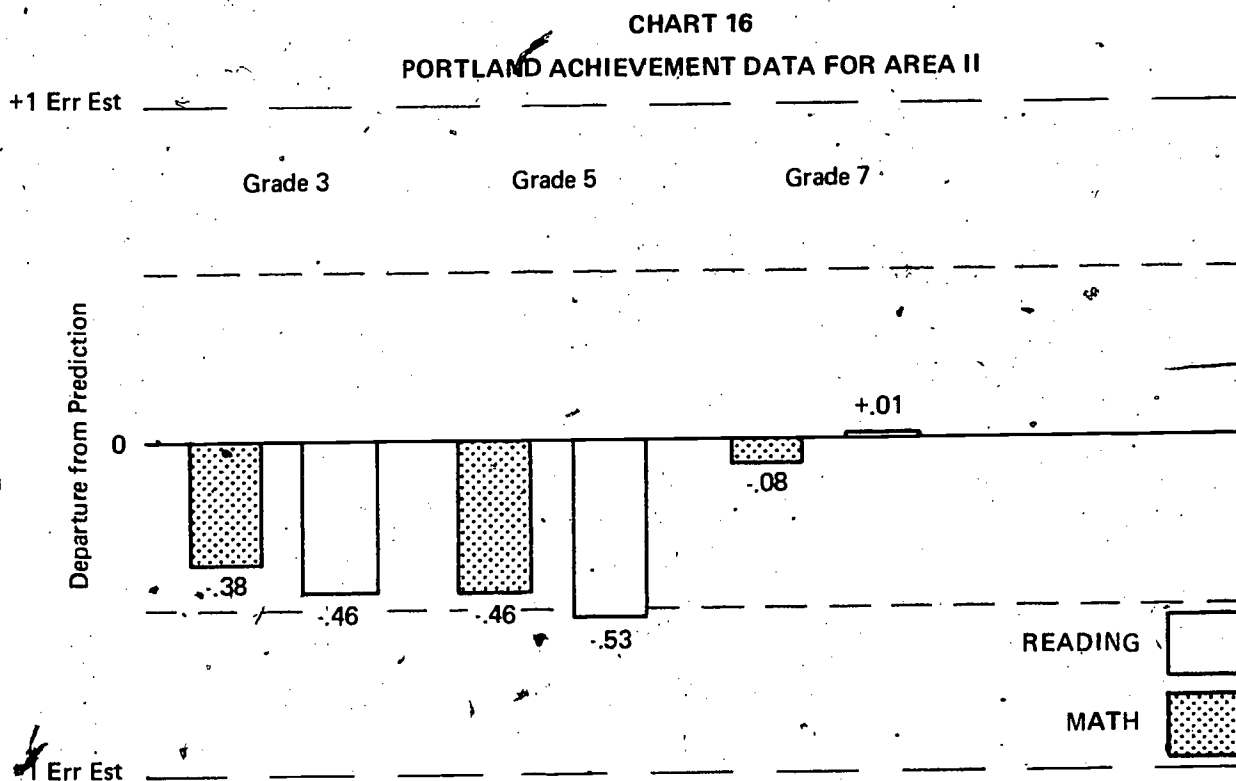 CHART 16
PORTLAND ACHIEVEMENT DATA FOR AREA II
+1 Err Est
Grade 3 Grade 5 Grade 7
Departure from Prediction
+.01
0
-.08
-.38
-.46 -.46
-.53
READING
MATH
1 Err Est